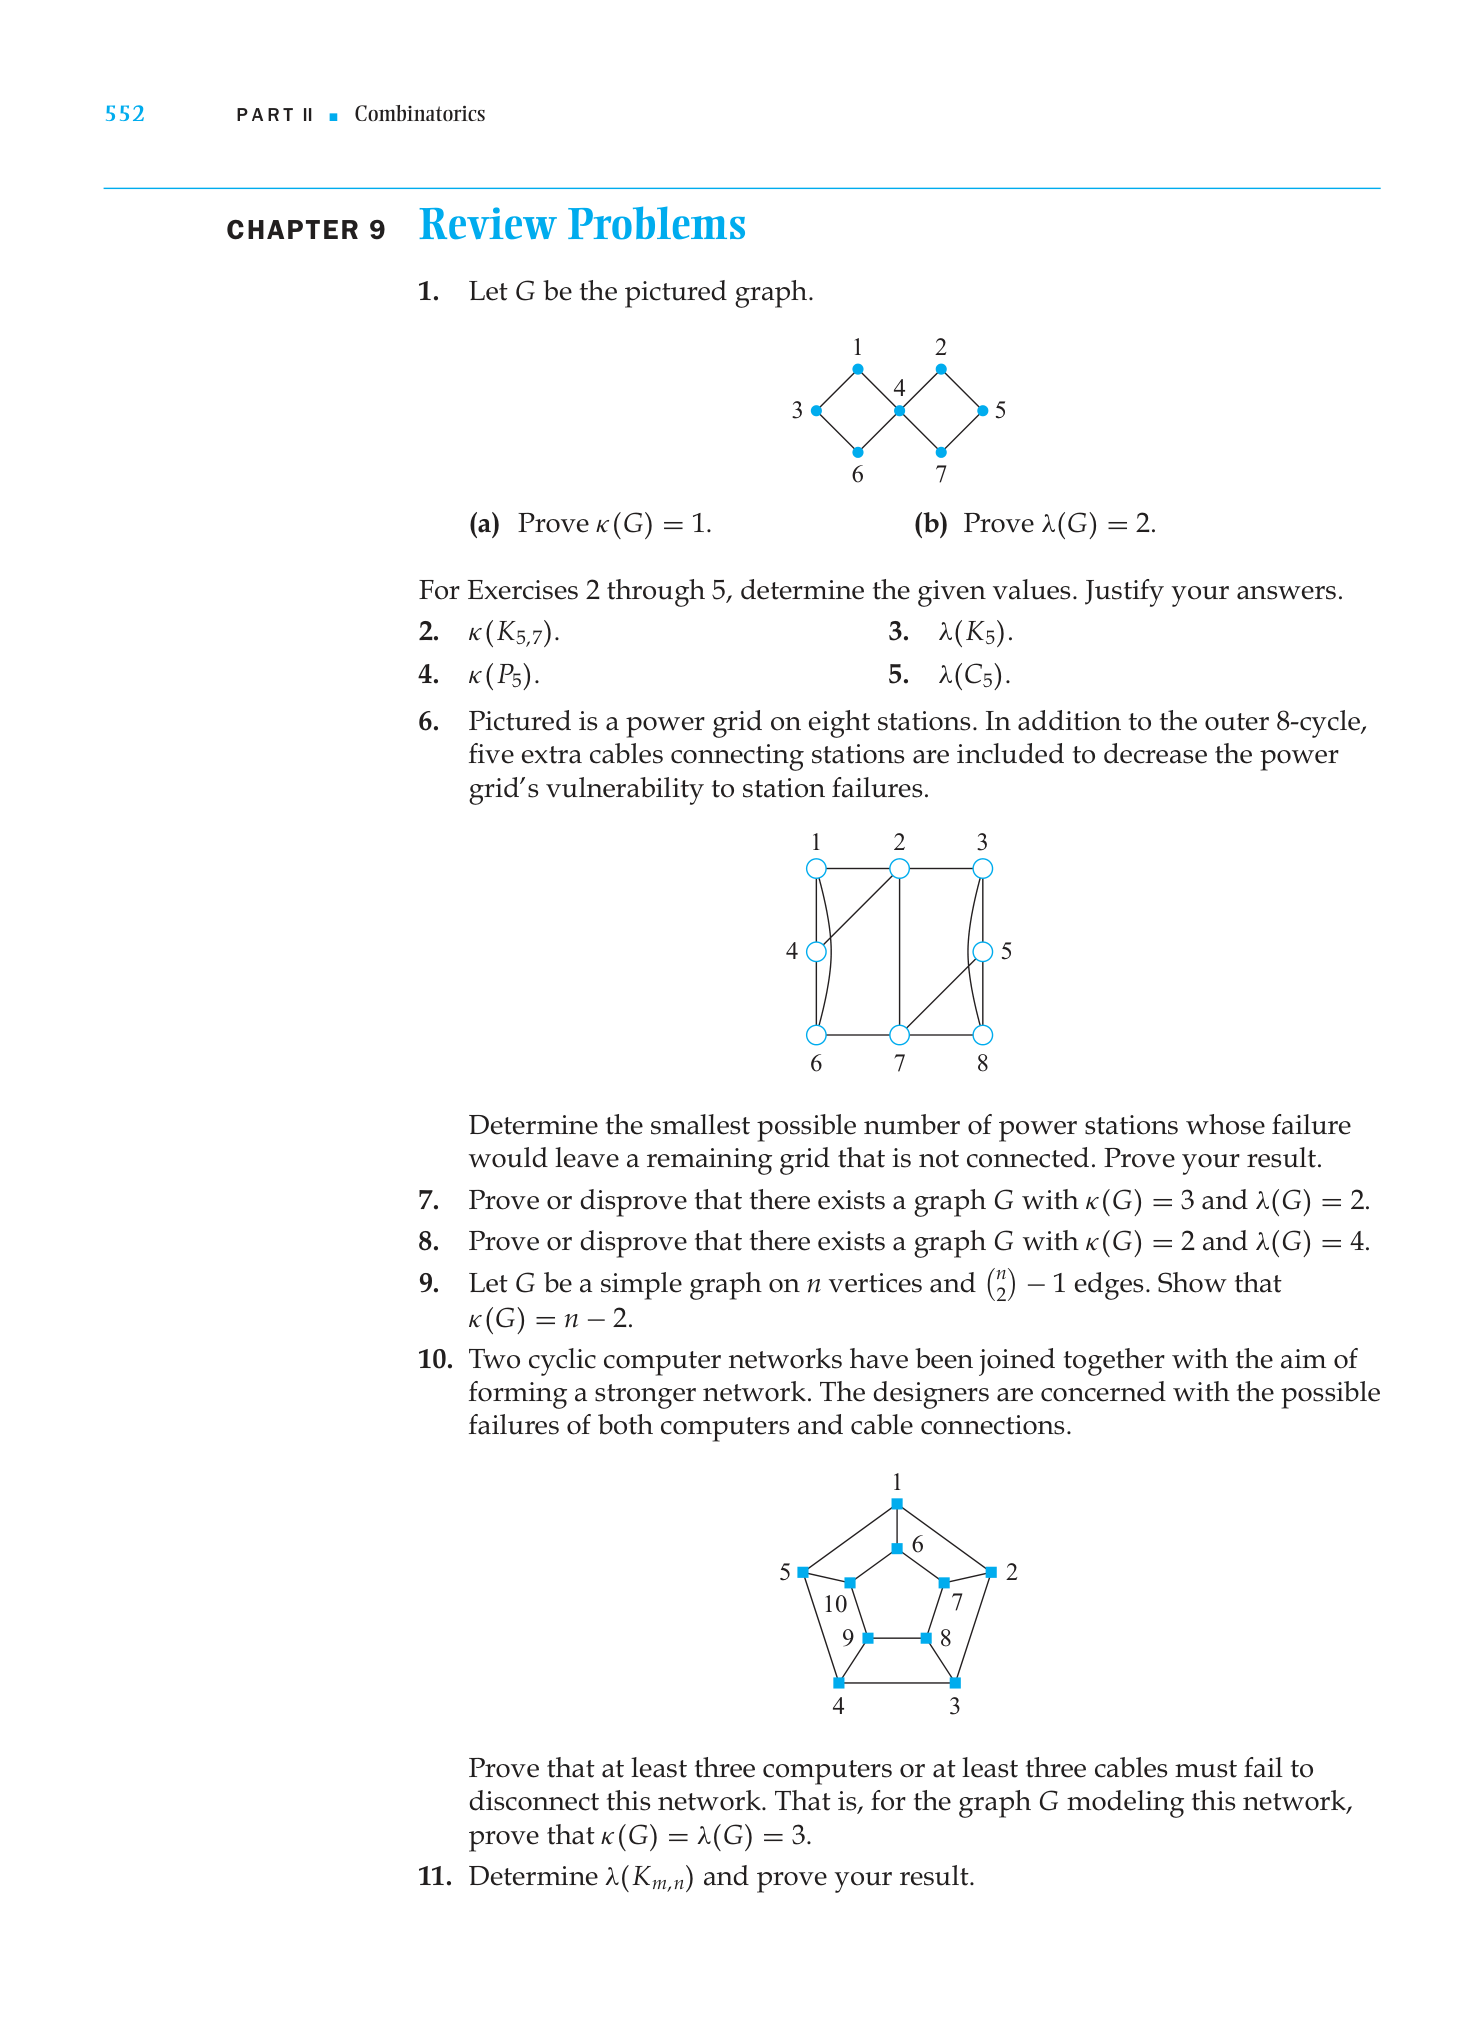 552 PART II ■ Combinatorics
CHAPTER 9 Review Problems
1. Let G be the pictured graph.
1 2
4
3 5
6 7
(a) Prove κ(G) = 1. (b) Prove λ(G) = 2.
For Exercises 2 through 5, determine the given values. Justify your answers.
2. κ(K₅,₇). 3. λ(K₅).
4. κ(P₅). 5. λ(C₅).
6. Pictured is a power grid on eight stations. In addition to the outer 8-cycle,
five extra cables connecting stations are included to decrease the power
grid’s vulnerability to station failures.
1 2 3
4 5
6 7 8
Determine the smallest possible number of power stations whose failure
would leave a remaining grid that is not connected. Prove your result.
7. Prove or disprove that there exists a graph G with κ(G) = 3 and λ(G) = 2.
8. Prove or disprove that there exists a graph G with κ(G) = 2 and λ(G) = 4.
9. Let G be a simple graph on n vertices and (n 2) − 1 edges. Show that
κ(G) = n − 2.
10. Two cyclic computer networks have been joined together with the aim of
forming a stronger network. The designers are concerned with the possible
failures of both computers and cable connections.
1
6
5 2
10 7
9 8
4 3
Prove that at least three computers or at least three cables must fail to
disconnect this network. That is, for the graph G modeling this network,
prove that κ(G) = λ(G) = 3.
11. Determine λ(Kₘ,ₙ) and prove your result.